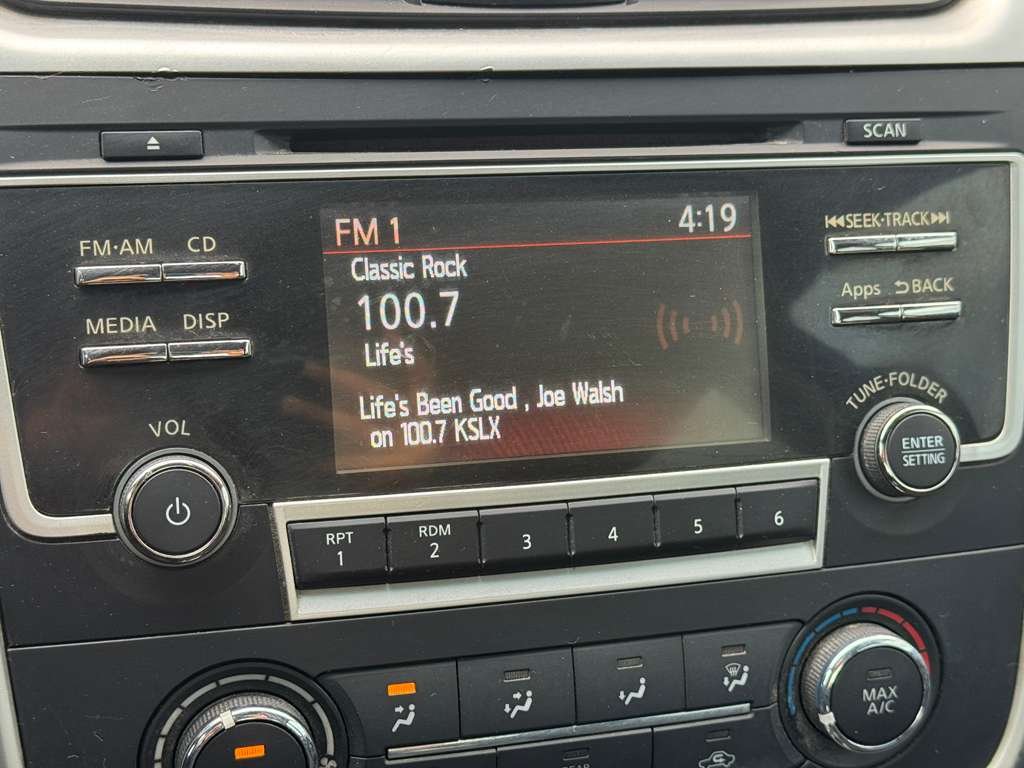 SCAN
FM·AM CD
MEDIA DISP
VOL
FM 1 4:19
Classic Rock
100.7
Life's
Life's Been Good , Joe Walsh
on 100.7 KSLX
SEEK·TRACK
Apps BACK
TUNE·FOLDER
ENTER
SETTING
RPT
1
RDM
2
3
4
5
6
MAX
A/C